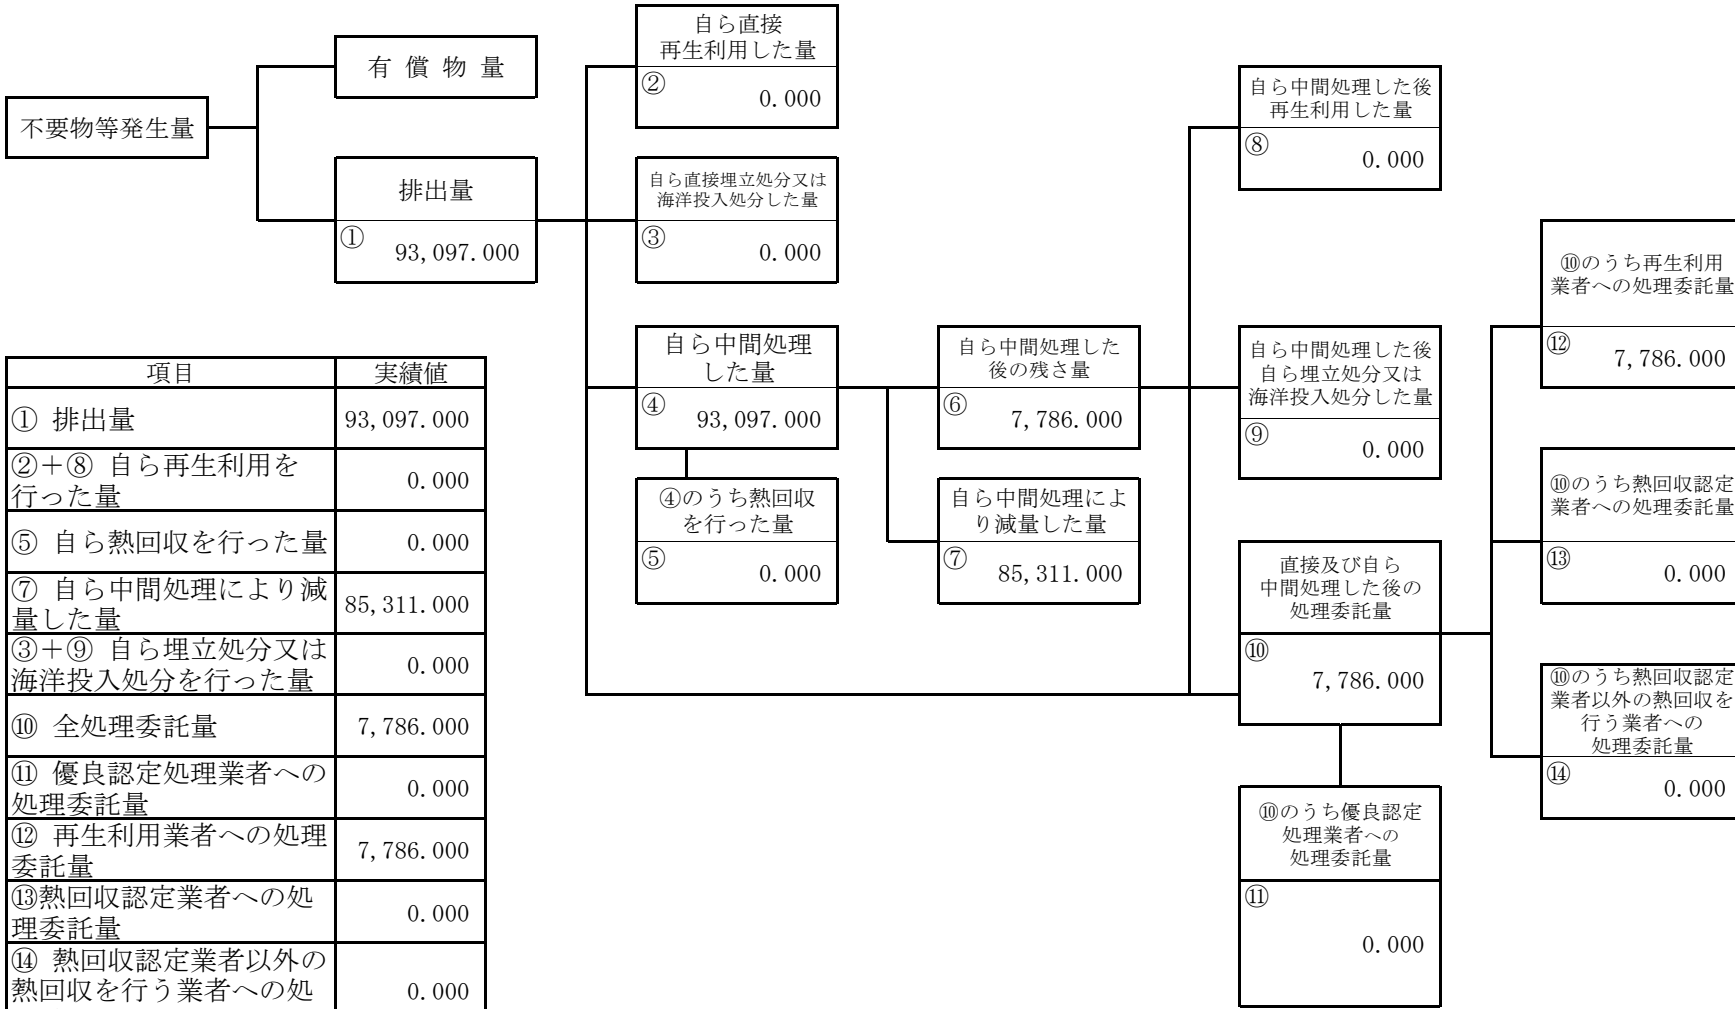 不要物等発生量
有 償 物 量
排出量
①
93,097.000
自ら直接
再生利用した量
②
0.000
自ら直接埋立処分又は
海洋投入処分した量
③
0.000
自ら中間処理
した量
④
93,097.000
④のうち熱回収
を行った量
⑤
0.000
自ら中間処理した
後の残さ量
⑥
7,786.000
自ら中間処理によ
り減量した量
⑦
85,311.000
自ら中間処理した後
再生利用した量
⑧
0.000
自ら中間処理した後
自ら埋立処分又は
海洋投入処分した量
⑨
0.000
直接及び自ら
中間処理した後の
処理委託量
⑩
7,786.000
⑩のうち優良認定
処理業者への
処理委託量
⑪
0.000
⑩のうち再生利用
業者への処理委託量
⑫
7,786.000
⑩のうち熱回収認定
業者への処理委託量
⑬
0.000
⑩のうち熱回収認定
業者以外の熱回収を
行う業者への
処理委託量
⑭
0.000
項目 実績値
① 排出量 93,097.000
②＋⑧ 自ら再生利用を
行った量 0.000
⑤ 自ら熱回収を行った量 0.000
⑦ 自ら中間処理により減
量した量 85,311.000
③＋⑨ 自ら埋立処分又は
海洋投入処分を行った量 0.000
⑩ 全処理委託量 7,786.000
⑪ 優良認定処理業者への
処理委託量 0.000
⑫ 再生利用業者への処理
委託量 7,786.000
⑬熱回収認定業者への処
理委託量 0.000
⑭ 熱回収認定業者以外の
熱回収を行う業者への処 0.000